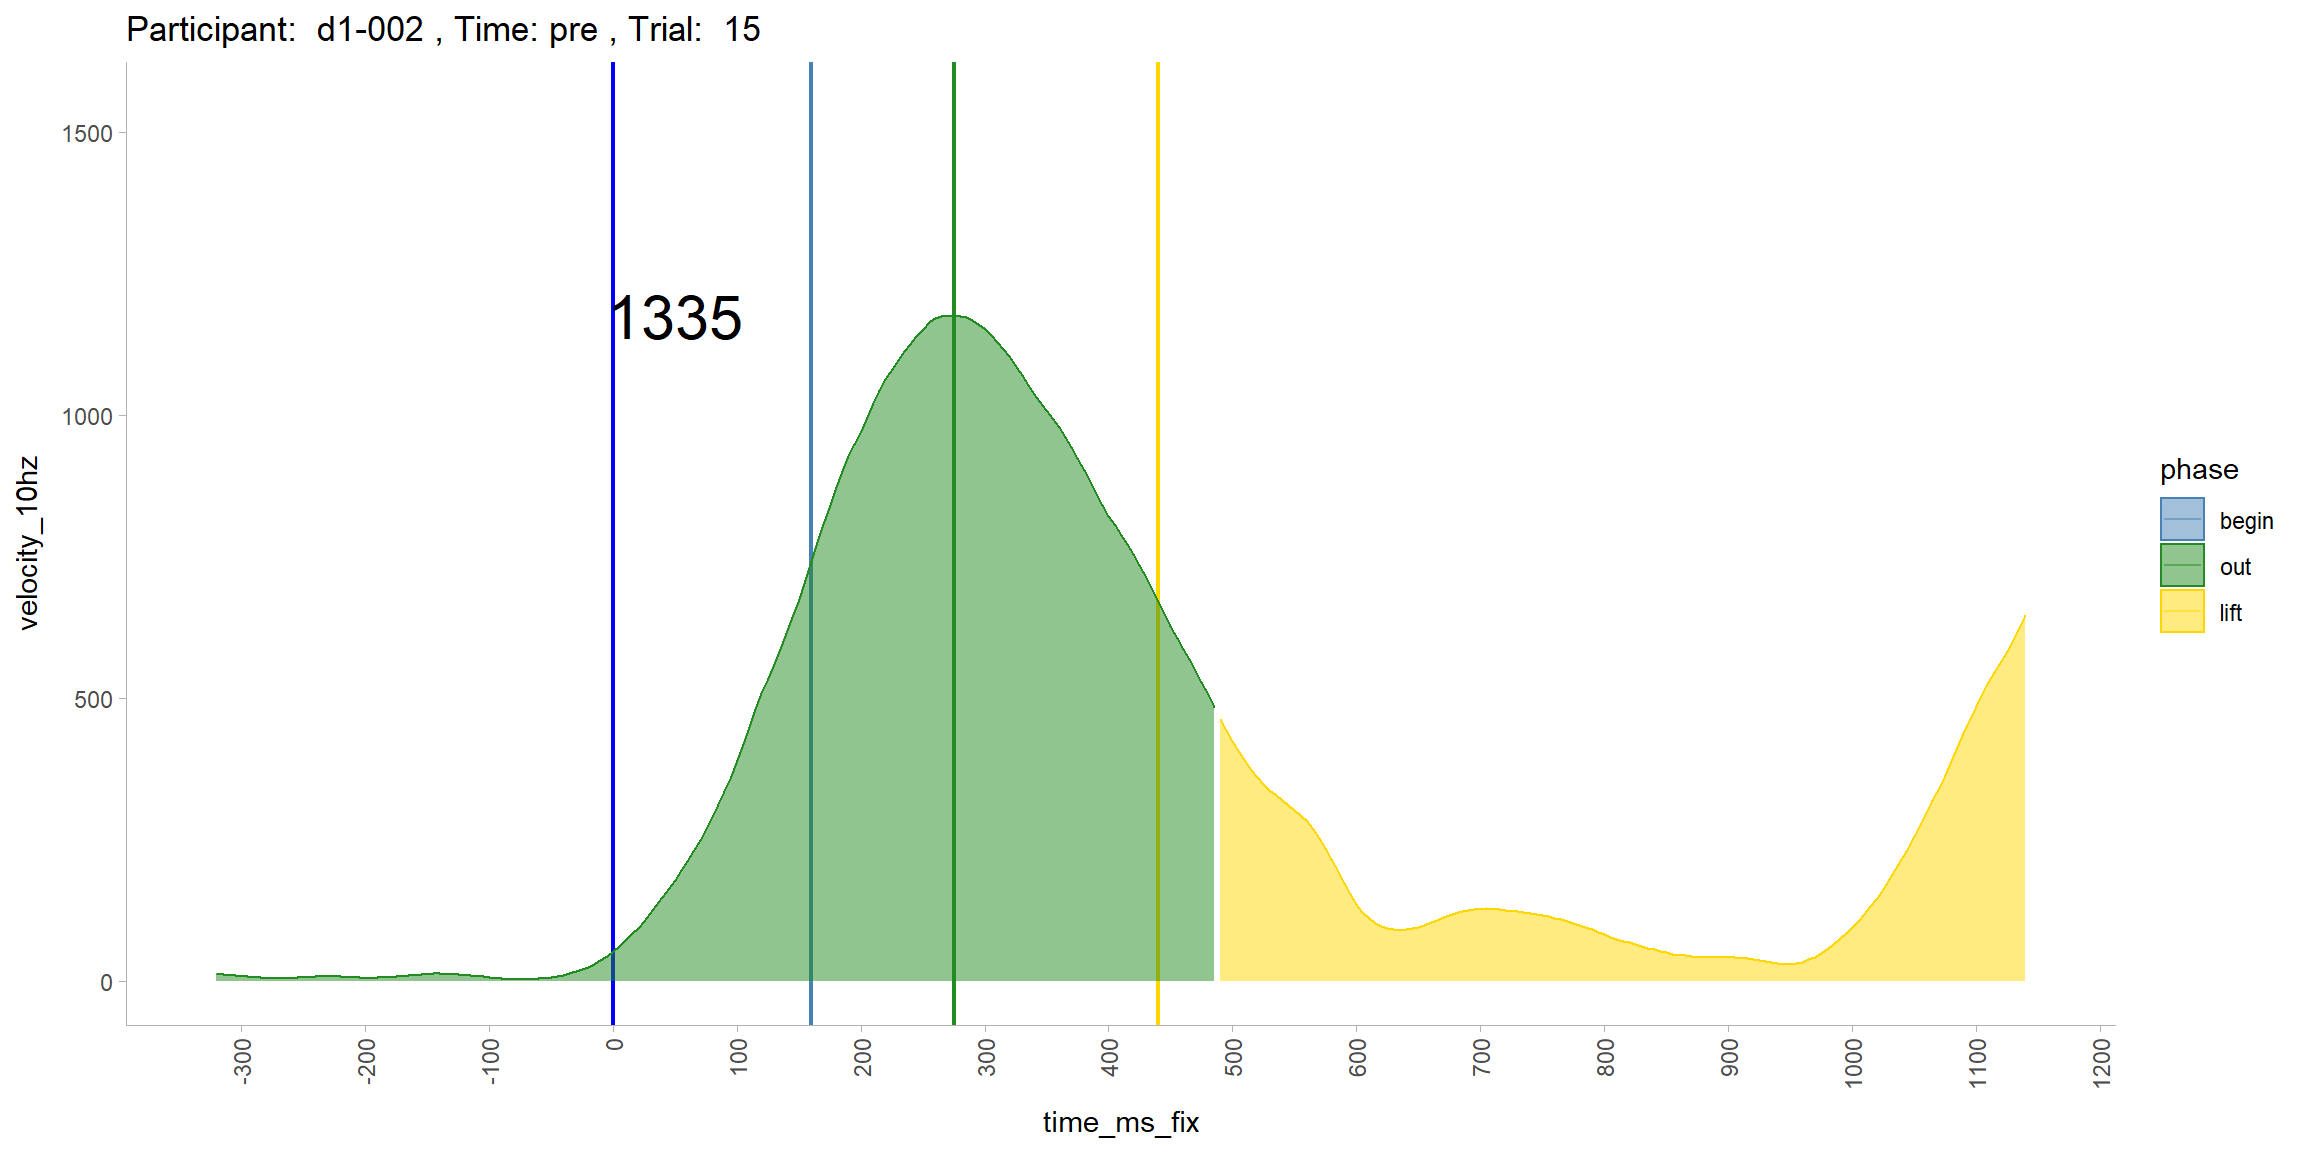 Participant:  d1-002 , Time: pre , Trial:  15
1500
1000
500
0
velocity_10hz
1335
-300 -200 -100 0 100 200 300 400 500 600 700 800 900 1000 1100 1200
time_ms_fix
phase
begin
out
lift